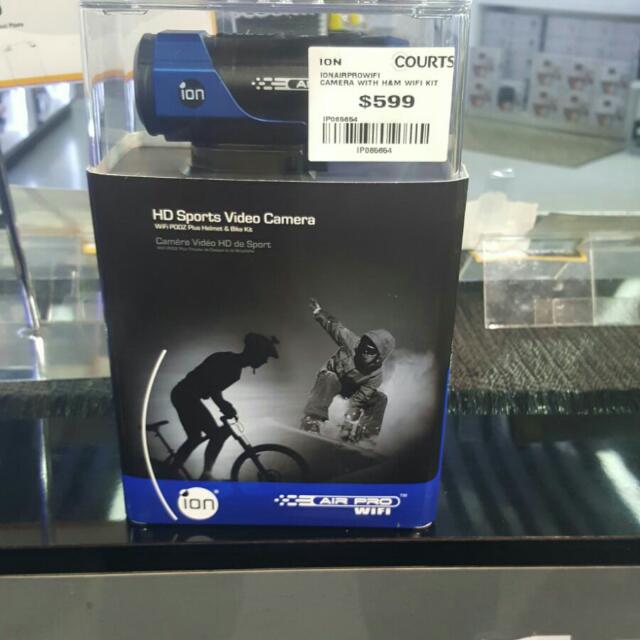 ion
ION COURTS
IONAIRPROWIFI
CAMERA WITH H&M WIFI KIT
$599
IP085654
IP085654
HD Sports Video Camera
WiFi PODZ Plus Helmet & Bike Kit
Caméra Vidéo HD de Sport
ion
AIR PRO™
WiFi